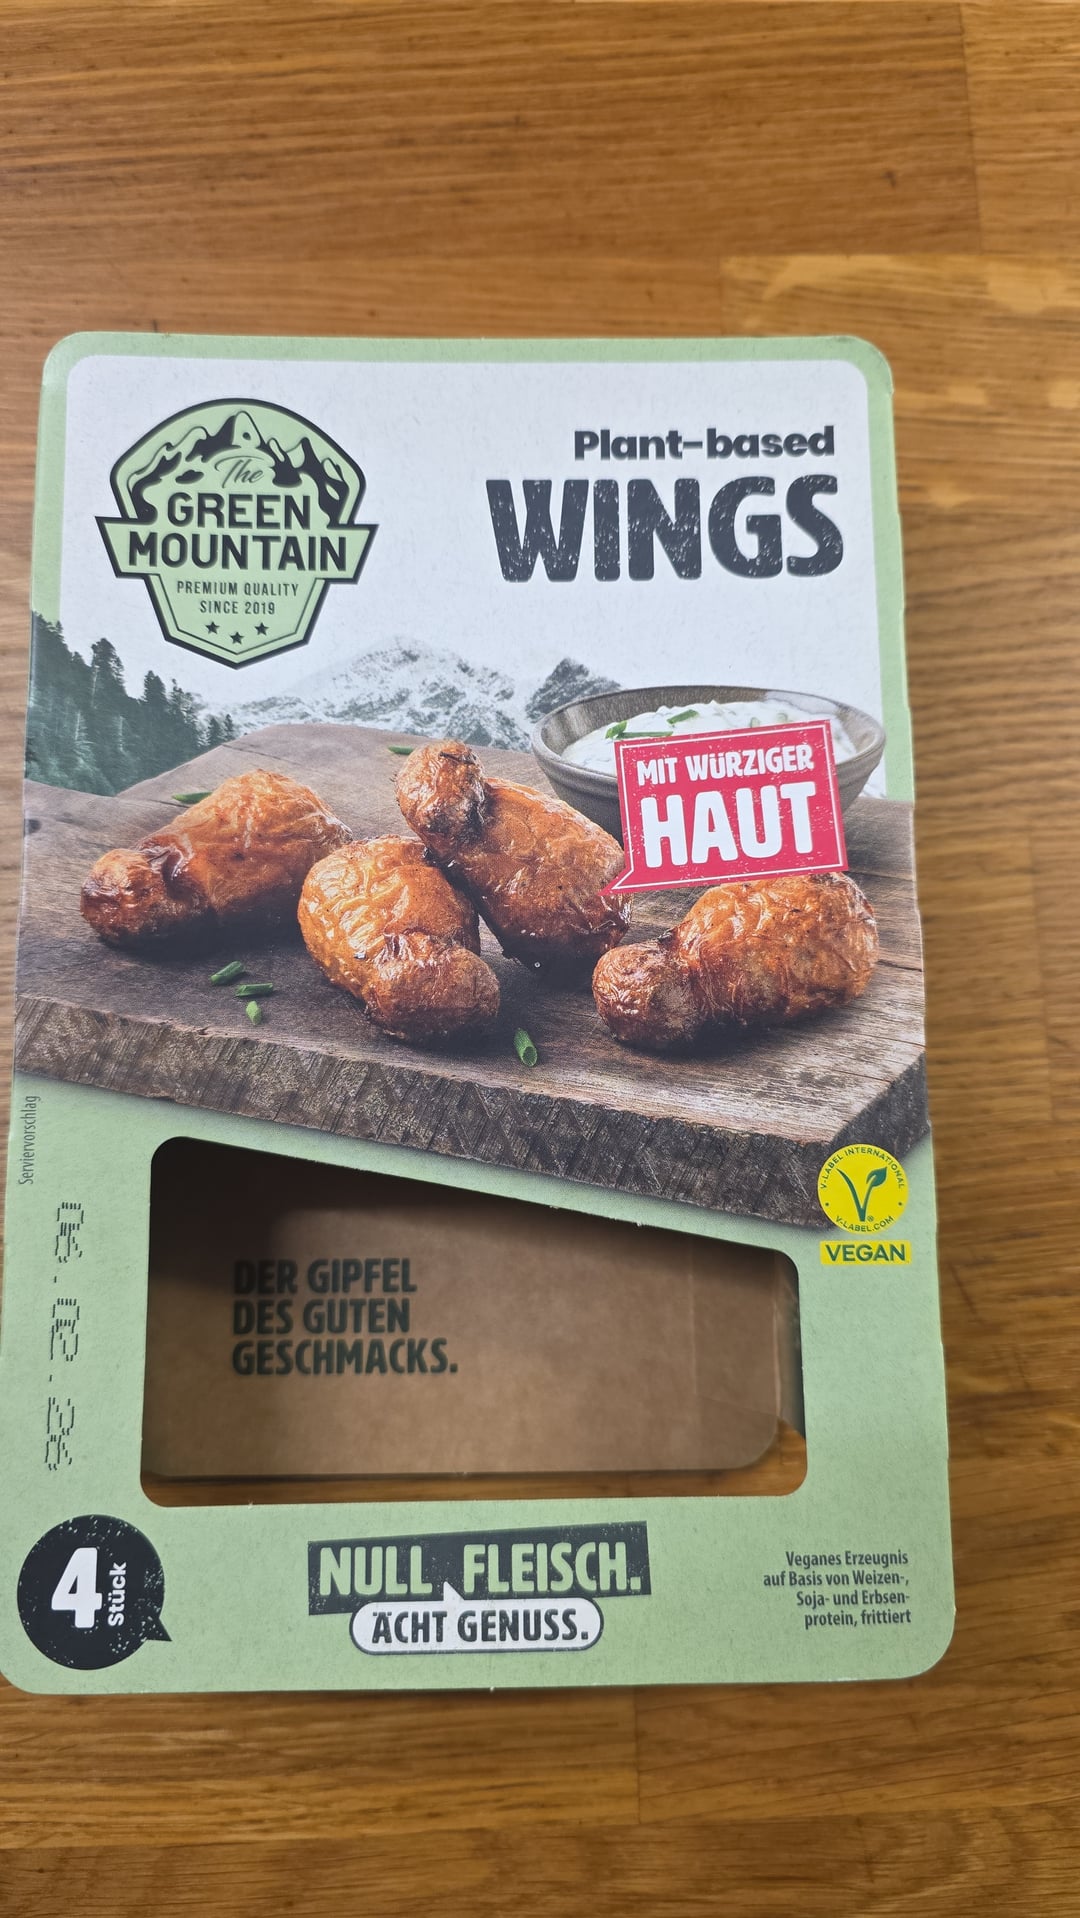 The
GREEN
MOUNTAIN
PREMIUM QUALITY
SINCE 2019
Plant-based
WINGS
MIT WÜRZIGER
HAUT
Serviervorschlag
V-LABEL INTERNATIONAL
V-LABEL.COM
VEGAN
DER GIPFEL
DES GUTEN
GESCHMACKS.
4
Stück
NULL FLEISCH.
ÄCHT GENUSS.
Veganes Erzeugnis
auf Basis von Weizen-,
Soja- und Erbsen-
protein, frittiert